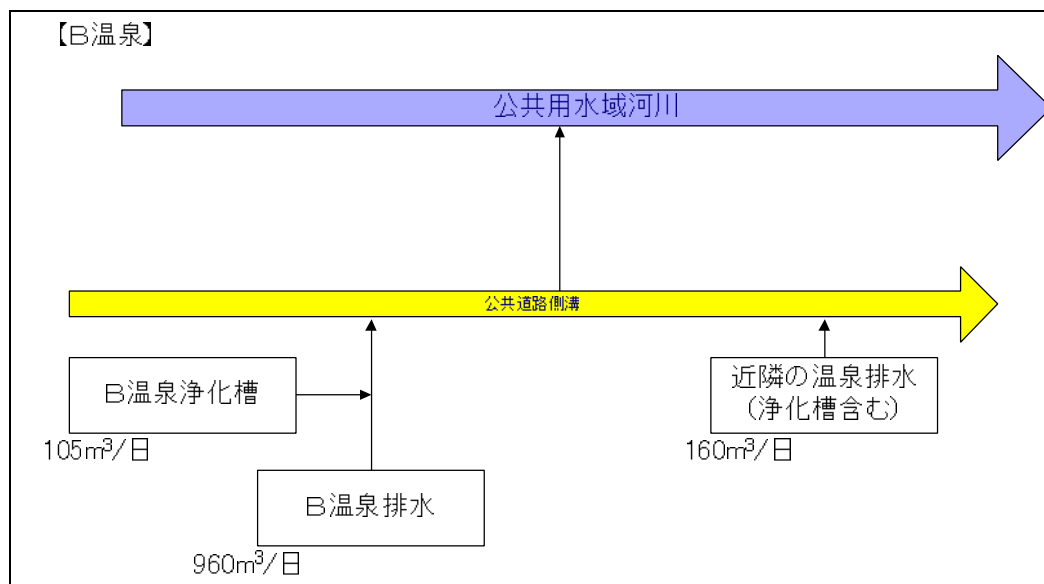 【B温泉】
公共用水域河川
公共道路側溝
B温泉浄化槽
105m³/日
B温泉排水
960m³/日
近隣の温泉排水
（浄化槽含む）
160m³/日